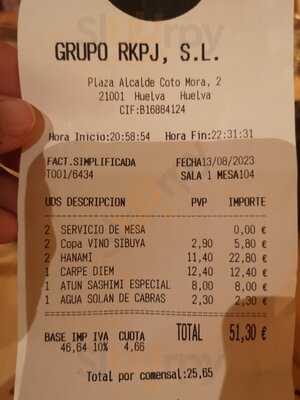 GRUPO RKPJ, S.L.
Plaza Alcalde Coto Mora, 2
21001 Huelva Huelva
CIF:B16884124
Hora Inicio:20:58:54 Hora Fin:22:31:31
FACT.SIMPLIFICADA FECHA13/08/2023
T001/6434 SALA 1 MESA104
UDS DESCRIPCION PVP IMPORTE
2 SERVICIO DE MESA 0,00 €
2 Copa VINO SIBUYA 2,90 5,80 €
2 HANAMI 11,40 22,80 €
1 CARPE DIEM 12,40 12,40 €
1 ATUN SASHIMI ESPECIAL 8,00 8,00 €
1 AGUA SOLAN DE CABRAS 2,30 2,30 €
BASE IMP IVA CUOTA TOTAL 51,30 €
46,64 10% 4,66
Total por comensal:25,65